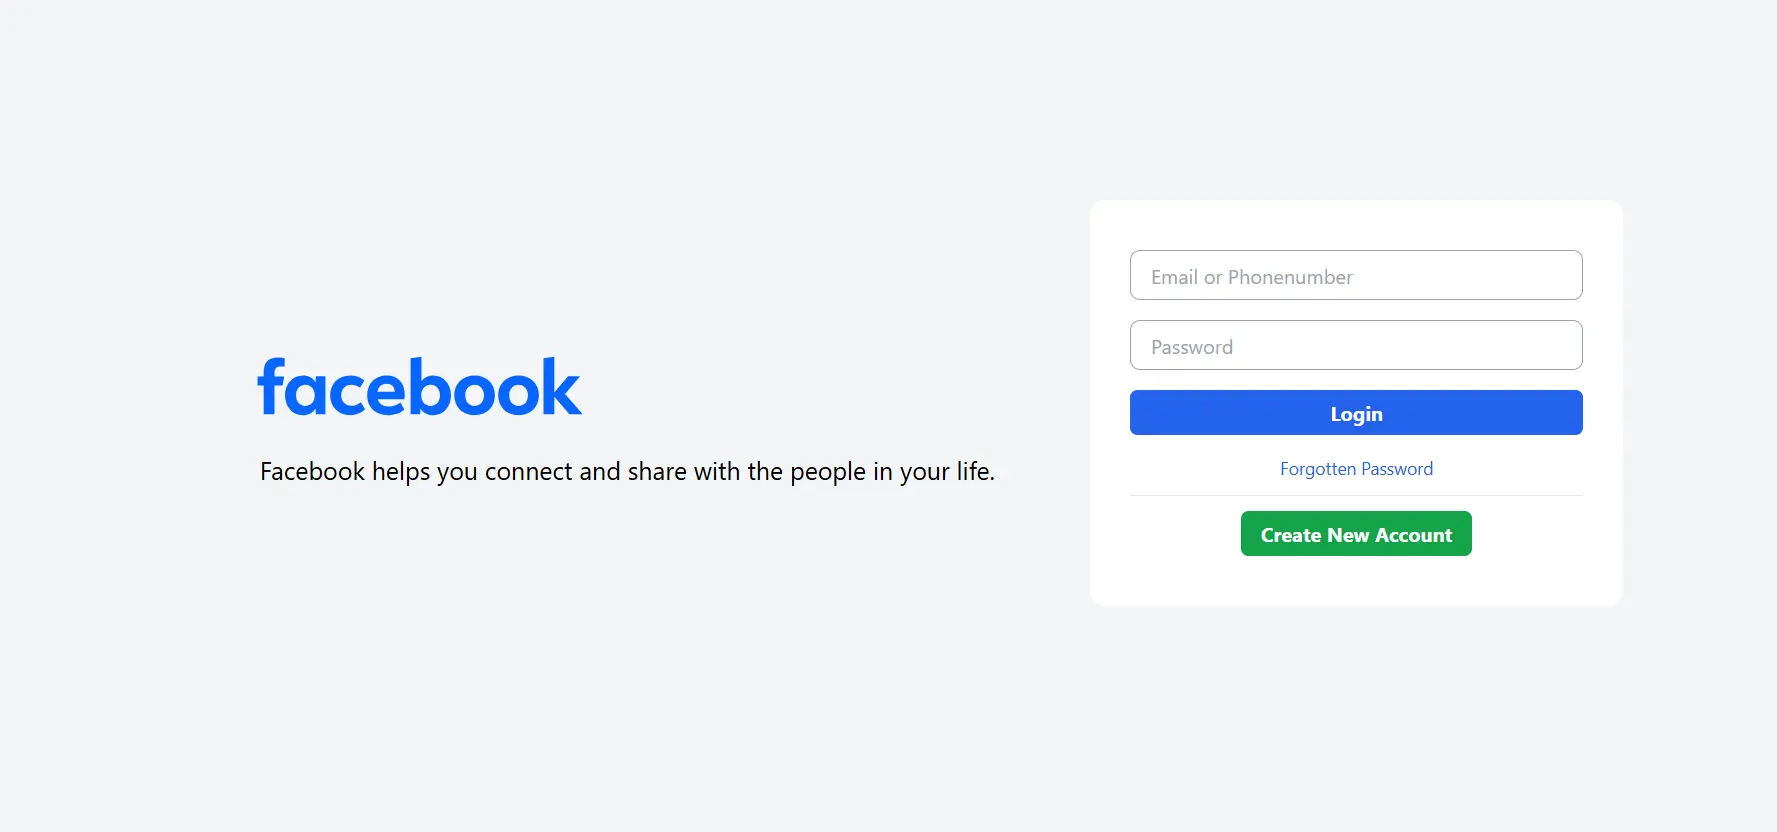 facebook
Facebook helps you connect and share with the people in your life.
Email or Phonenumber
Password
Login
Forgotten Password
Create New Account